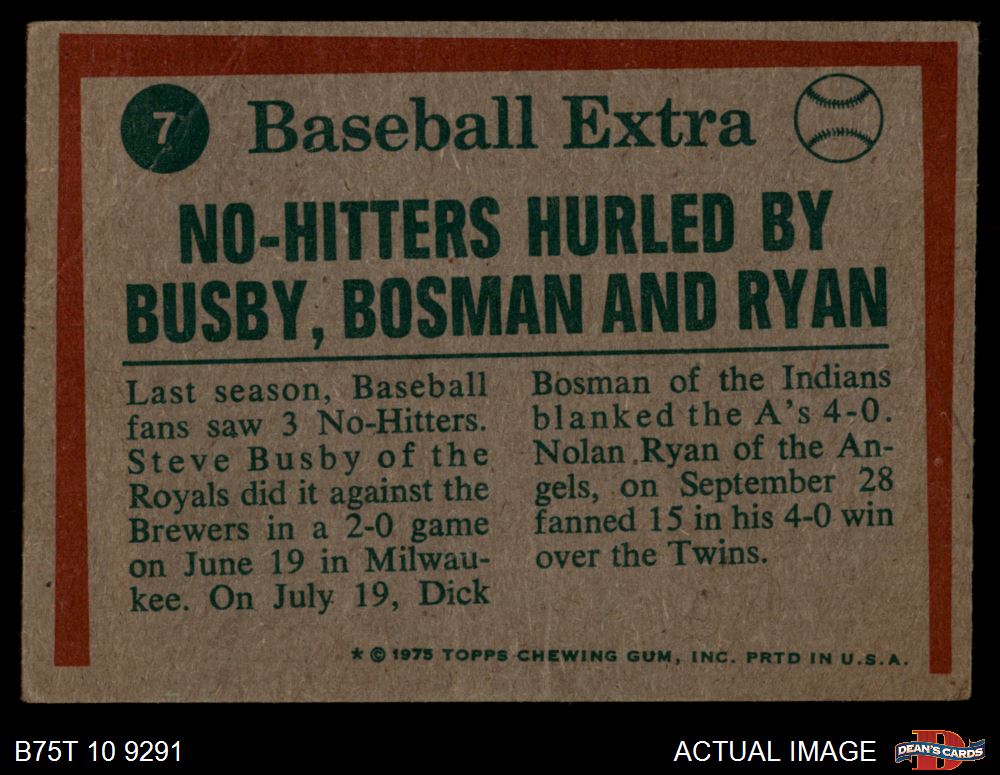 7
Baseball Extra
NO-HITTERS HURLED BY
BUSBY, BOSMAN AND RYAN
Last season, Baseball
fans saw 3 No-Hitters.
Steve Busby of the
Royals did it against the
Brewers in a 2-0 game
on June 19 in Milwau-
kee. On July 19, Dick
Bosman of the Indians
blanked the A's 4-0.
Nolan Ryan of the An-
gels, on September 28
fanned 15 in his 4-0 win
over the Twins.
* © 1975 TOPPS CHEWING GUM, INC. PRTD IN U.S.A.
B75T 10 9291
ACTUAL IMAGE
D
DEAN'S CARDS